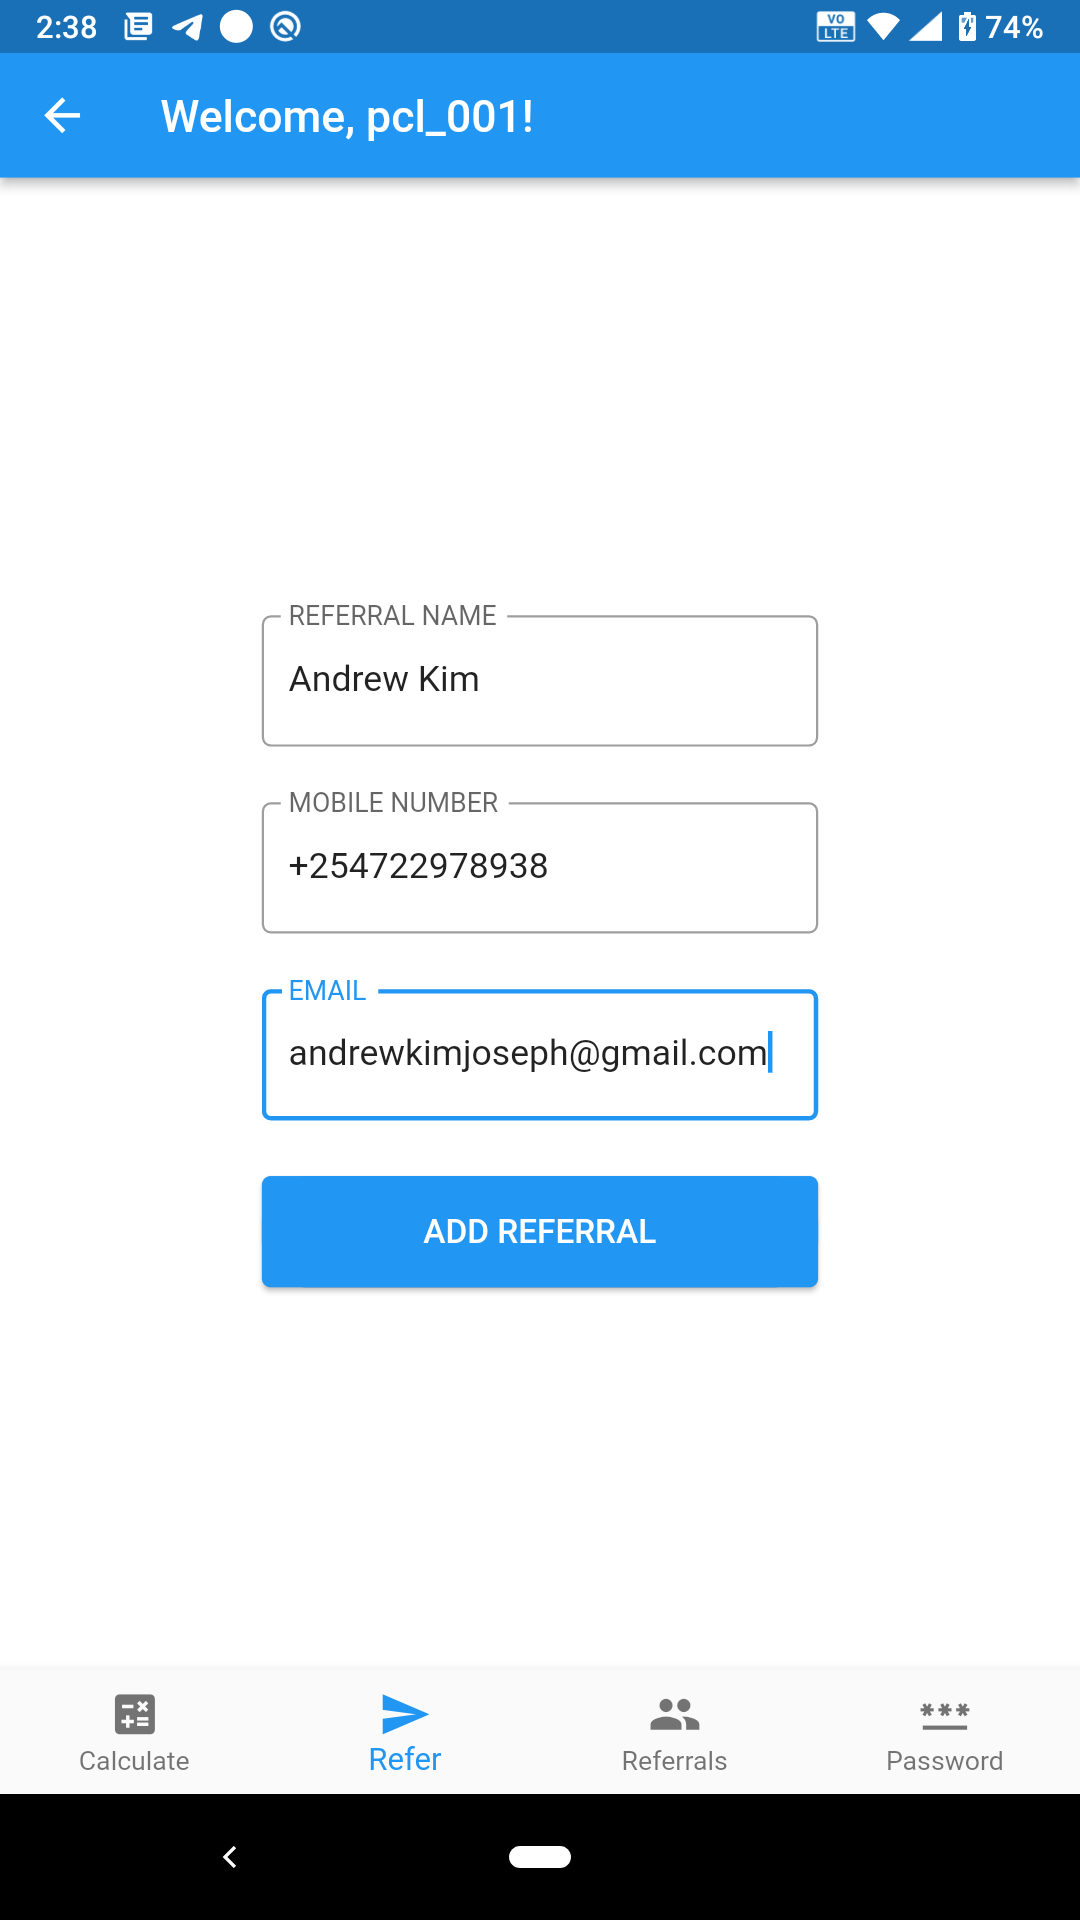 2:38 VO LTE 74%
Welcome, pcl_001!
REFERRAL NAME
Andrew Kim
MOBILE NUMBER
+254722978938
EMAIL
andrewkimjoseph@gmail.com
ADD REFERRAL
Calculate Refer Referrals Password